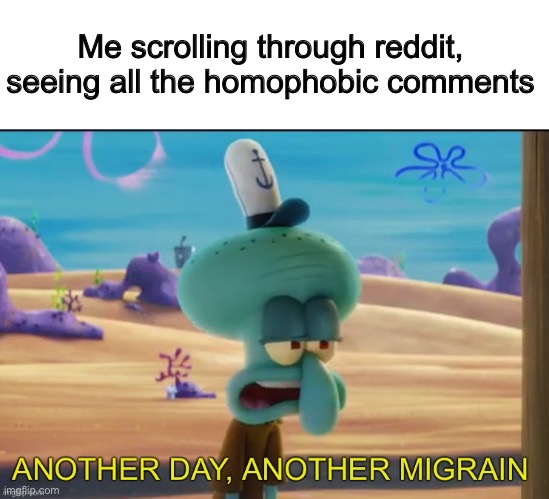 Me scrolling through reddit,
seeing all the homophobic comments
ANOTHER DAY, ANOTHER MIGRAIN
imgflip.com